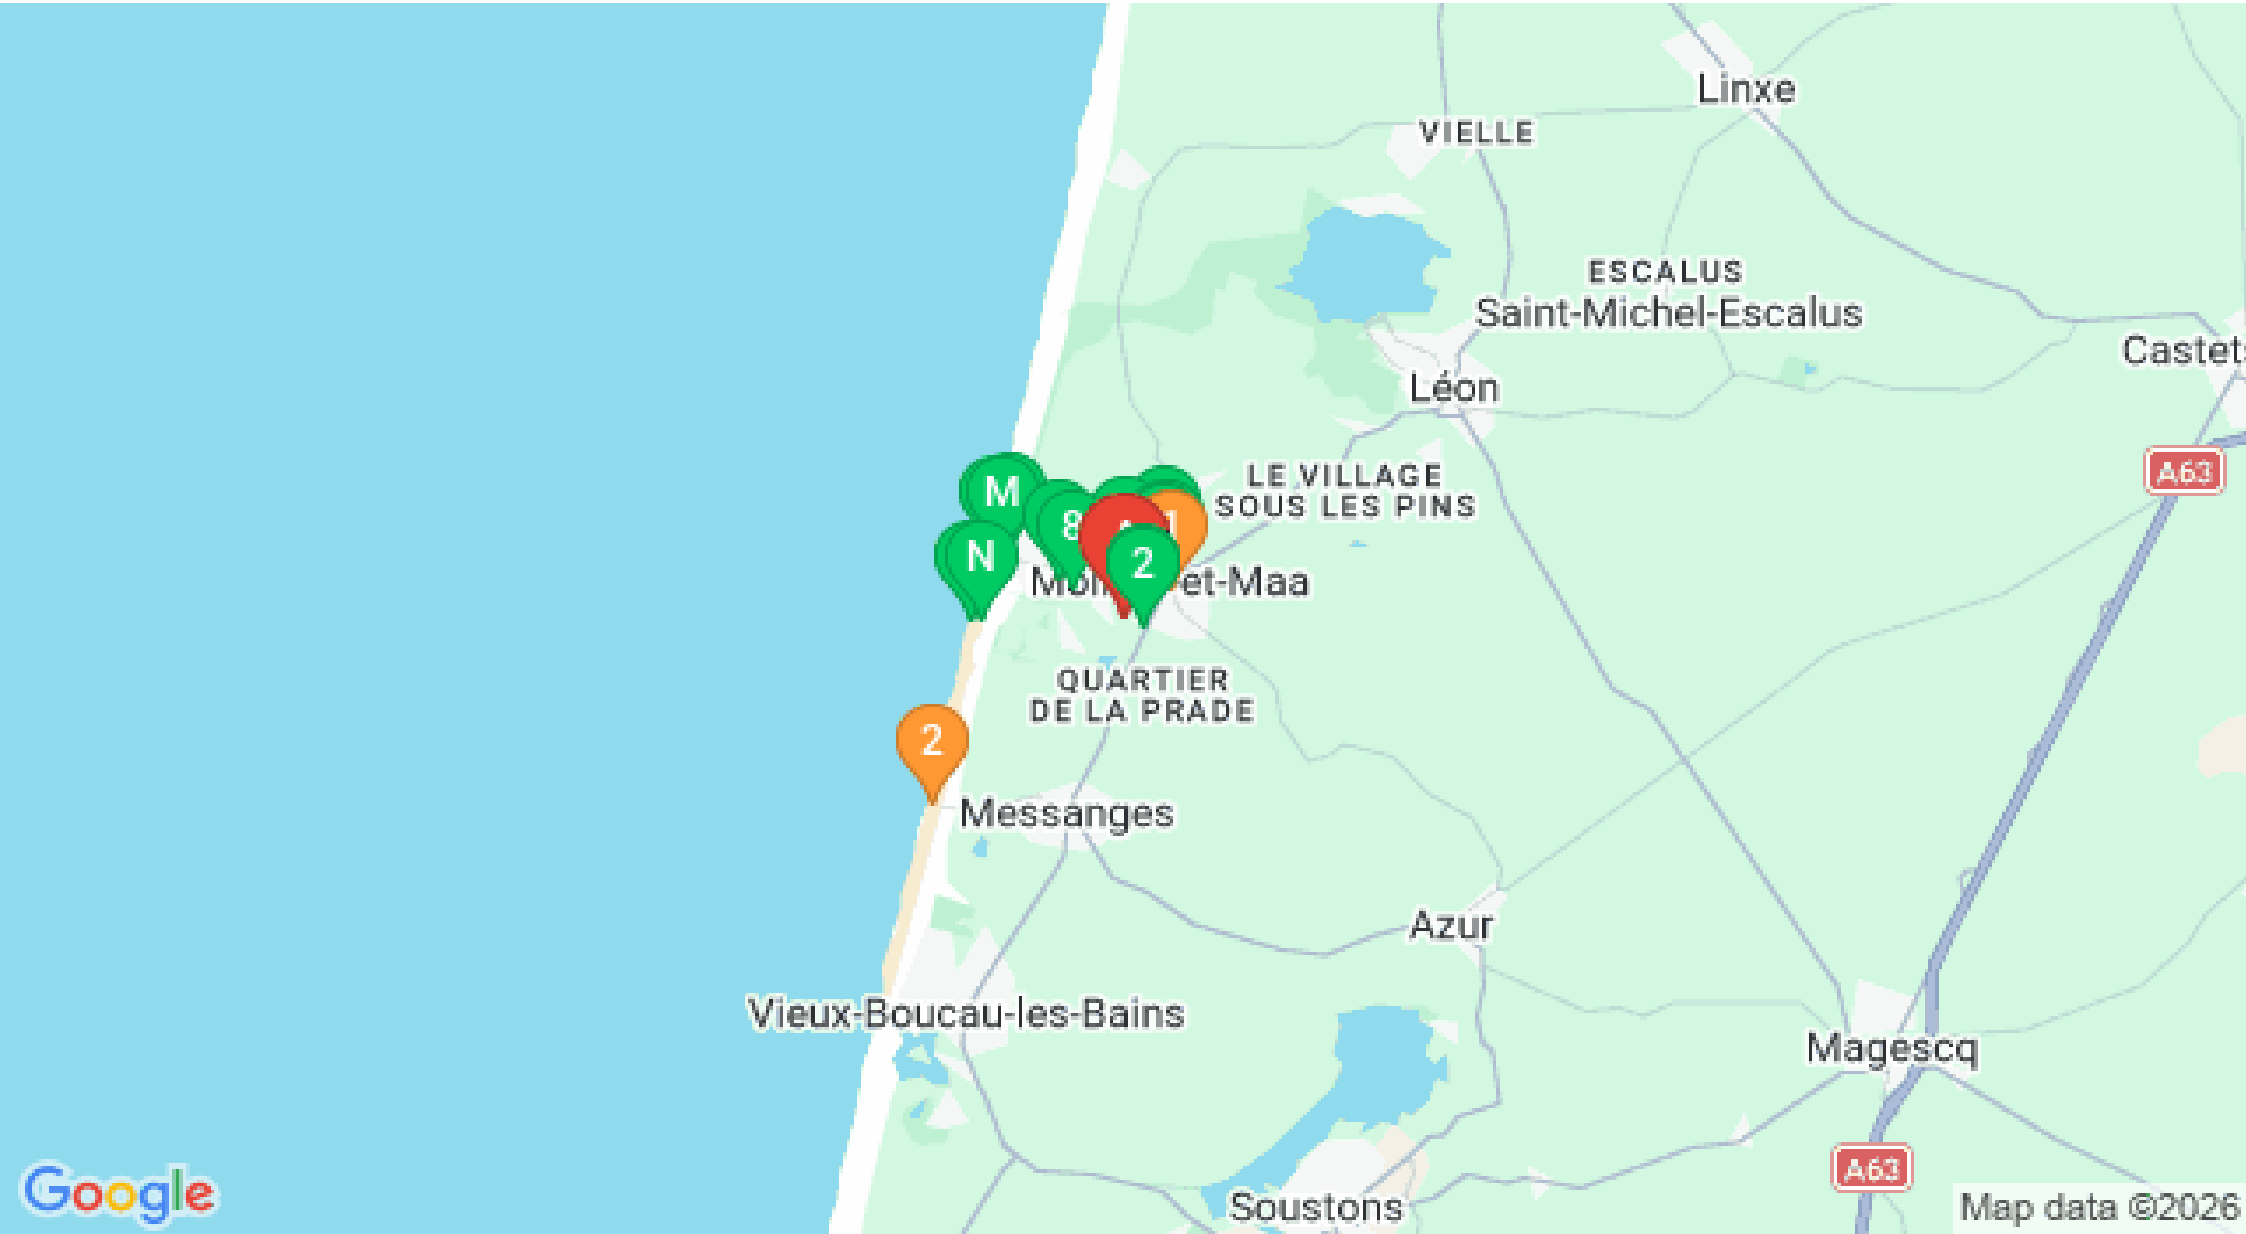 Linxe
VIELLE
ESCALUS
Saint-Michel-Escalus
Castets
Léon
A63
LE VILLAGE
SOUS LES PINS
M
8
1
N
2
et-Maa
QUARTIER
DE LA PRADE
2
Messanges
Azur
Vieux-Boucau-les-Bains
Magescq
A63
Soustons
Google
Map data ©2026